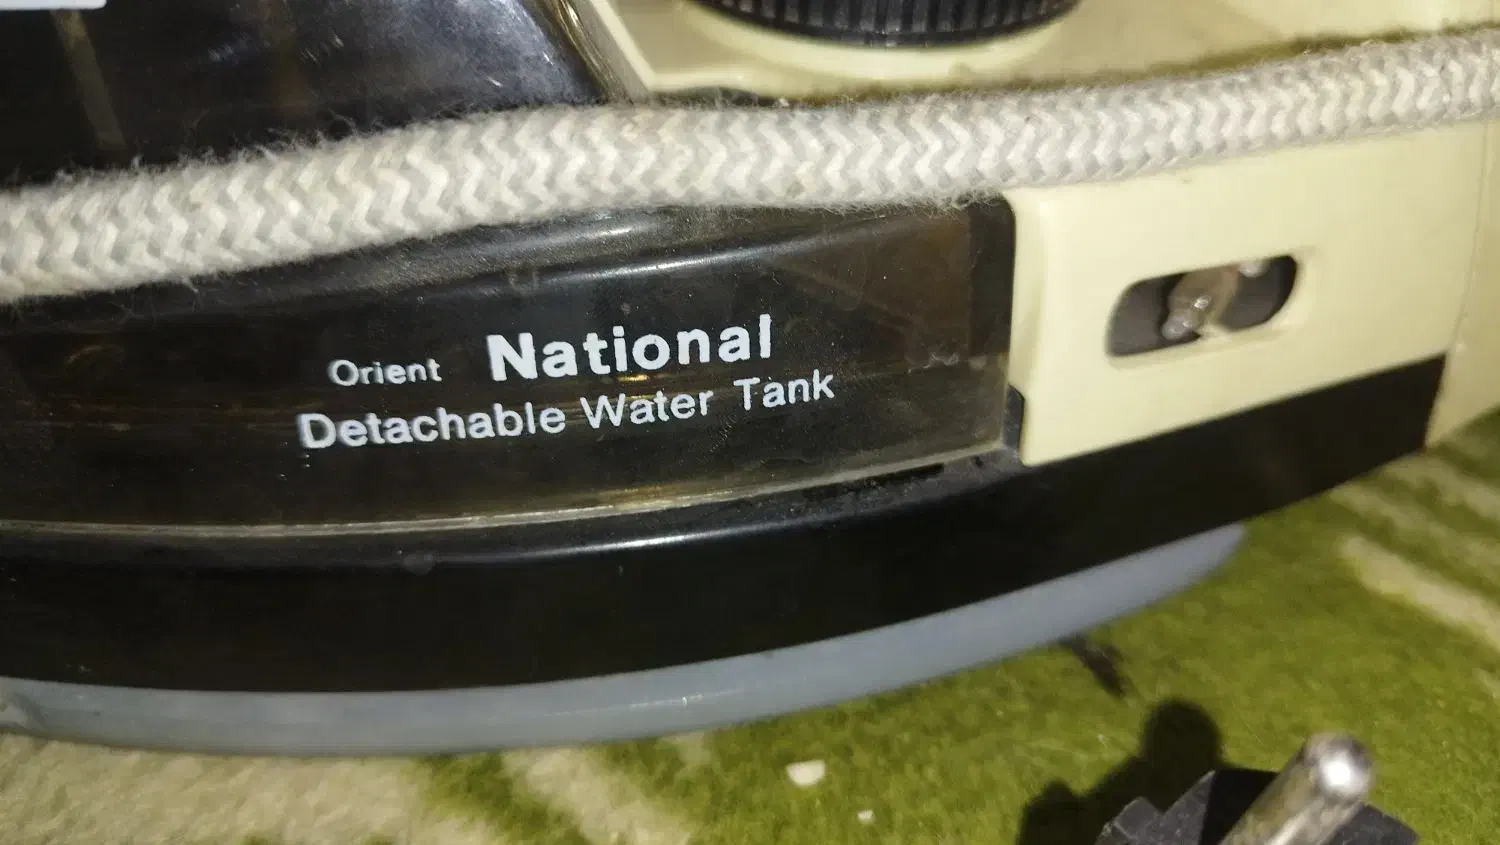 Orient National
Detachable Water Tank